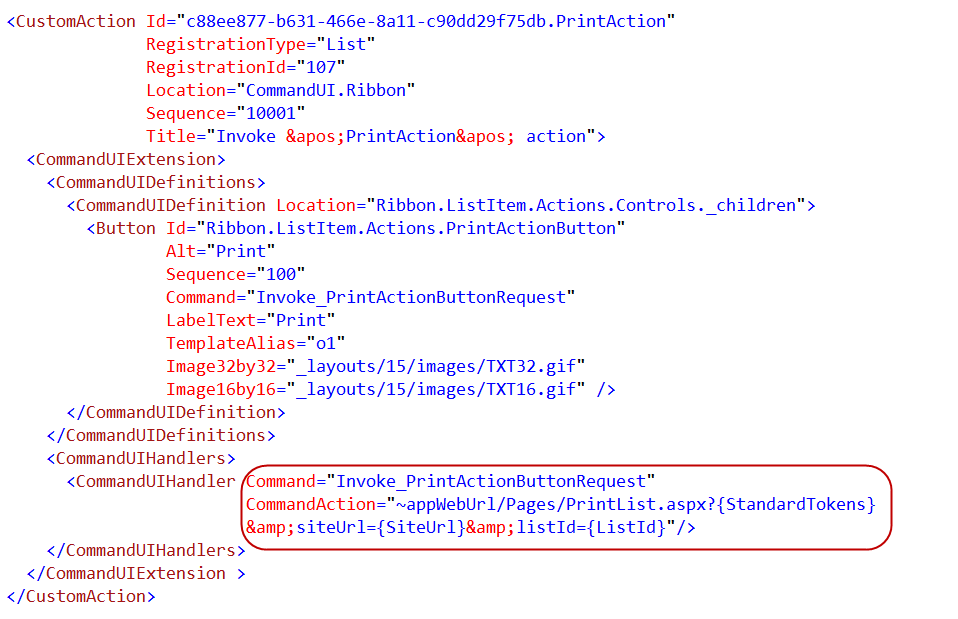 <CustomAction Id="c88ee877-b631-466e-8a11-c90dd29f75db.PrintAction"
RegistrationType="List"
RegistrationId="107"
Location="CommandUI.Ribbon"
Sequence="10001"
Title="Invoke &apos;PrintAction&apos; action">
<CommandUIExtension>
<CommandUIDefinitions>
<CommandUIDefinition Location="Ribbon.ListItem.Actions.Controls._children">
<Button Id="Ribbon.ListItem.Actions.PrintActionButton"
Alt="Print"
Sequence="100"
Command="Invoke_PrintActionButtonRequest"
LabelText="Print"
TemplateAlias="o1"
Image32by32="_layouts/15/images/TXT32.gif"
Image16by16="_layouts/15/images/TXT16.gif" />
</CommandUIDefinition>
</CommandUIDefinitions>
<CommandUIHandlers>
<CommandUIHandler Command="Invoke_PrintActionButtonRequest"
CommandAction="~appWebUrl/Pages/PrintList.aspx?{StandardTokens}
&amp;siteUrl={SiteUrl}&amp;listId={ListId}"/>
</CommandUIHandlers>
</CommandUIExtension >
</CustomAction>